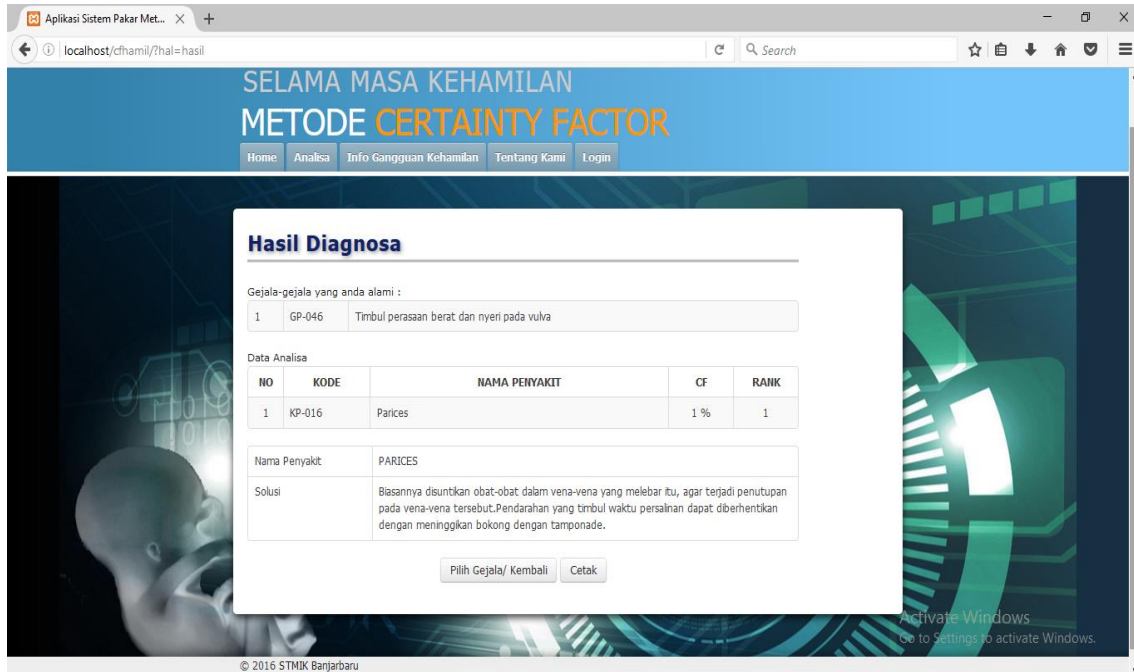 Aplikasi Sistem Pakar Met...
localhost/cfhamil/?hal=hasil
Search
SELAMA MASA KEHAMILAN
METODE CERTAINTY FACTOR
Home Analisa Info Gangguan Kehamilan Tentang Kami Login
Hasil Diagnosa
Gejala-gejala yang anda alami :
1 GP-046 Timbul perasaan berat dan nyeri pada vulva
Data Analisa
NO KODE NAMA PENYAKIT CF RANK
1 KP-016 Parices 1 % 1
Nama Penyakit PARICES
Solusi Biasannya disuntikan obat-obat dalam vena-vena yang melebar itu, agar terjadi penutupan
pada vena-vena tersebut.Pendarahan yang timbul waktu persalinan dapat diberhentikan
dengan meninggikan bokong dengan tamponade.
Pilih Gejala/ Kembali Cetak
Activate Windows
Go to Settings to activate Windows.
© 2016 STMIK Banjarbaru